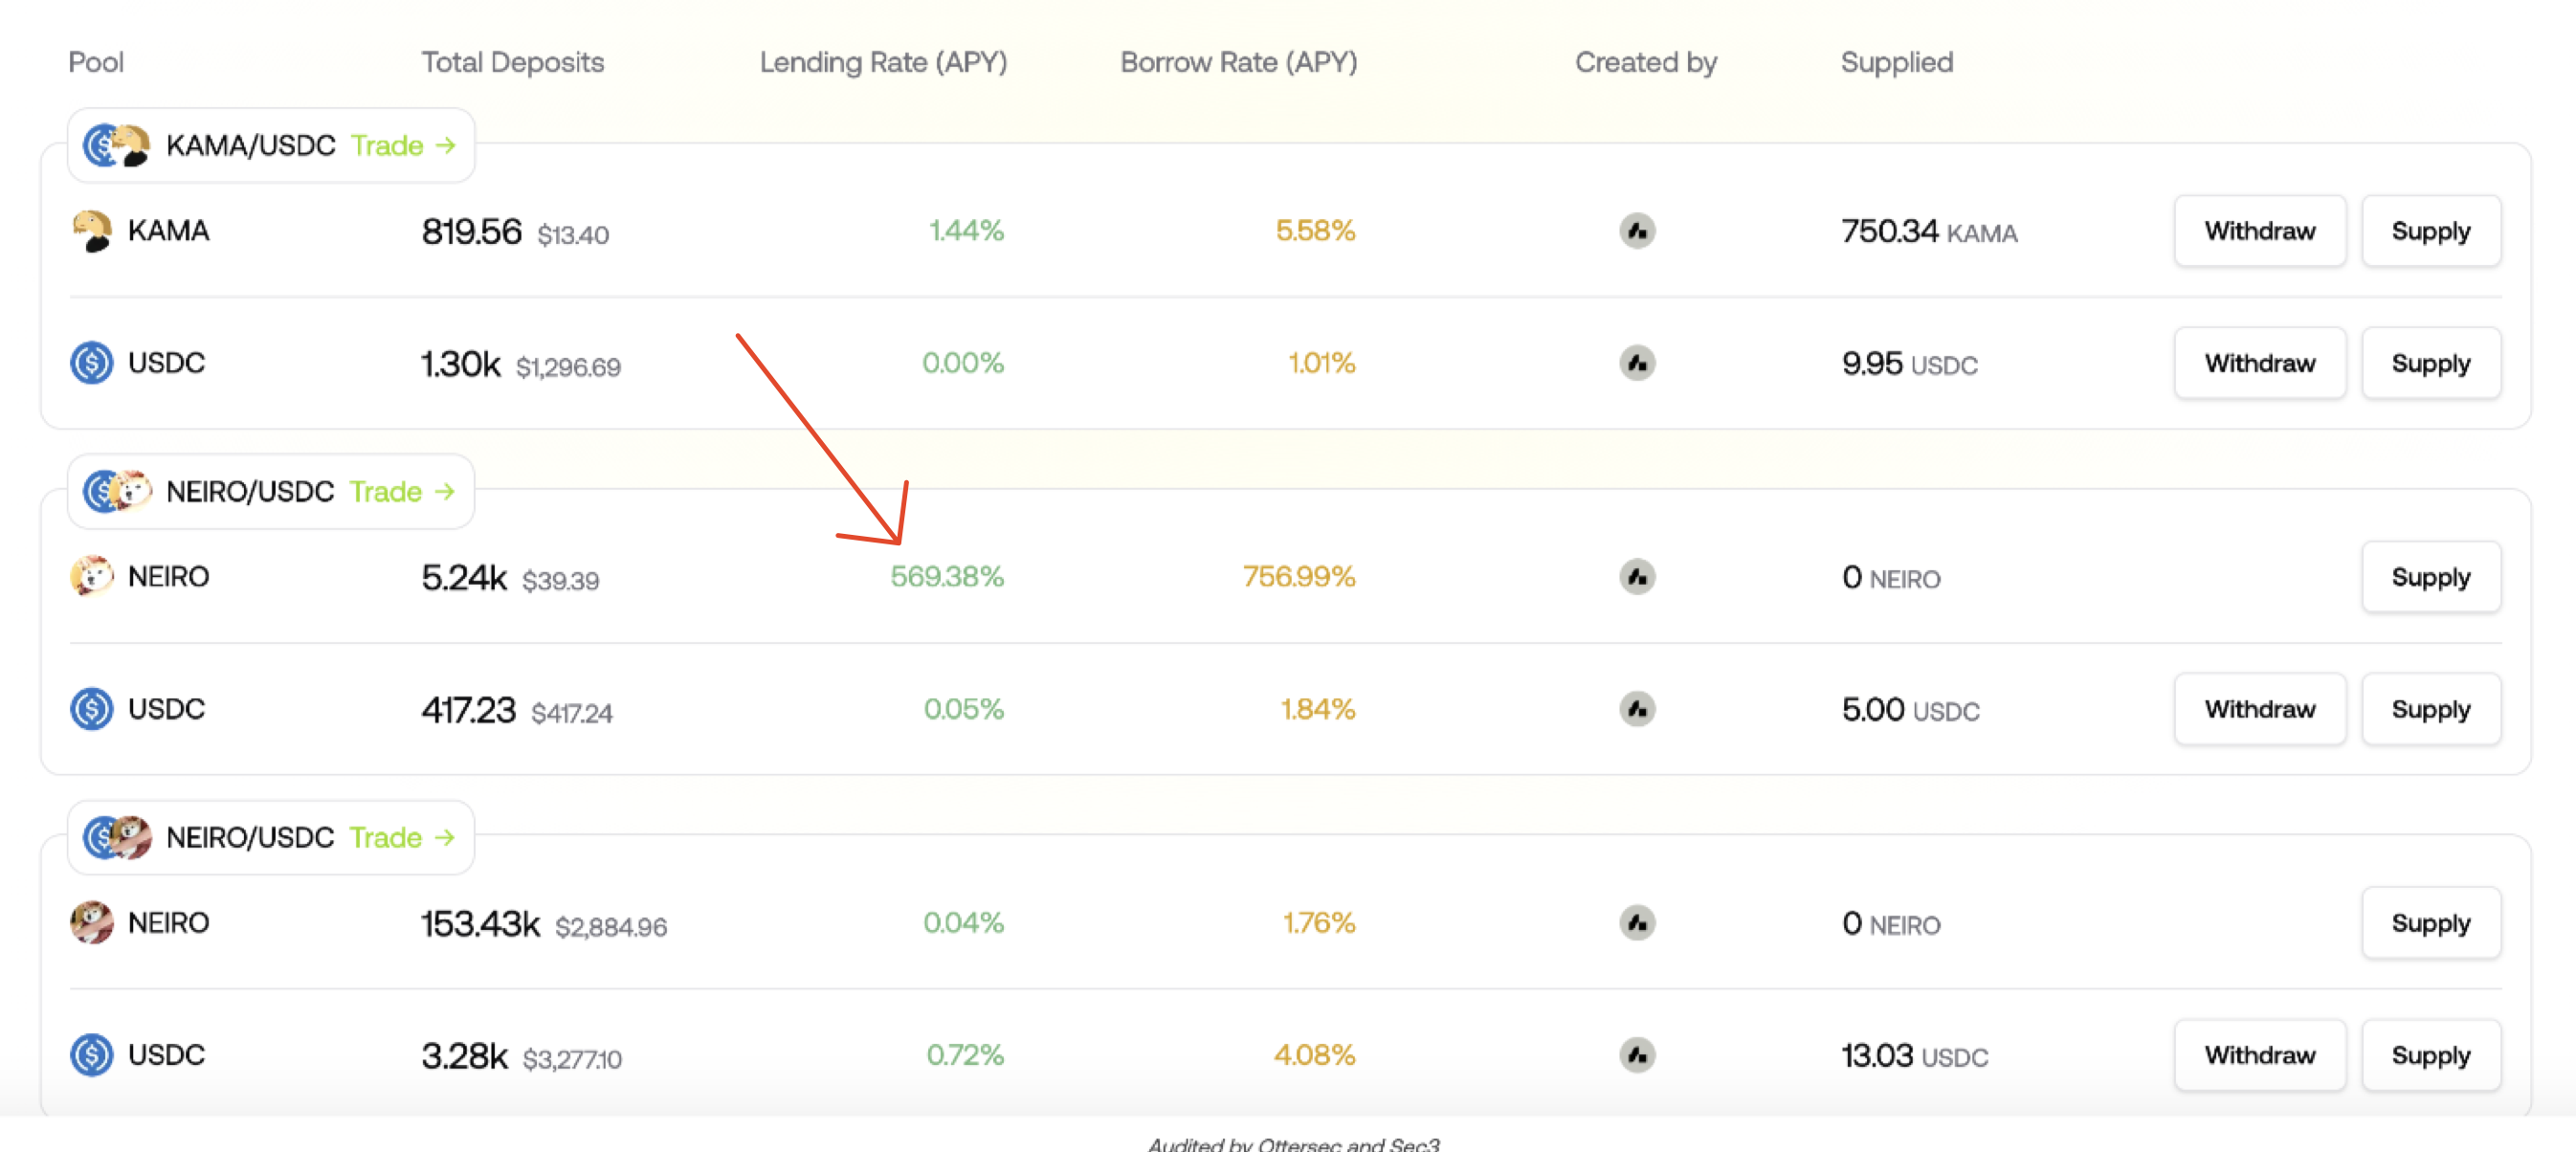 Pool Total Deposits Lending Rate (APY) Borrow Rate (APY) Created by Supplied
KAMA/USDC Trade →
KAMA 819.56 $13.40 1.44% 5.58% 750.34 KAMA Withdraw Supply
USDC 1.30k $1,296.69 0.00% 1.01% 9.95 USDC Withdraw Supply
NEIRO/USDC Trade →
NEIRO 5.24k $39.39 569.38% 756.99% 0 NEIRO Supply
USDC 417.23 $417.24 0.05% 1.84% 5.00 USDC Withdraw Supply
NEIRO/USDC Trade →
NEIRO 153.43k $2,884.96 0.04% 1.76% 0 NEIRO Supply
USDC 3.28k $3,277.10 0.72% 4.08% 13.03 USDC Withdraw Supply
Audited by Ottersec and Sec3